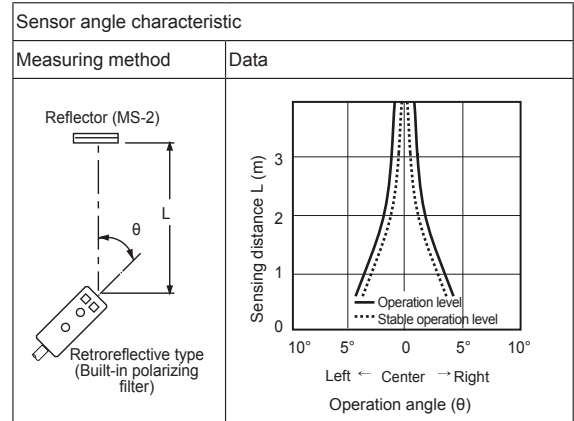 Sensor angle characteristic
Measuring method
Data
Reflector (MS-2)
L
θ
Retroreflective type
(Built-in polarizing
filter)
Sensing distance L (m)
3
2
1
0
Operation level
Stable operation level
10° 5° 0 5° 10°
Left ← Center → Right
Operation angle (θ)